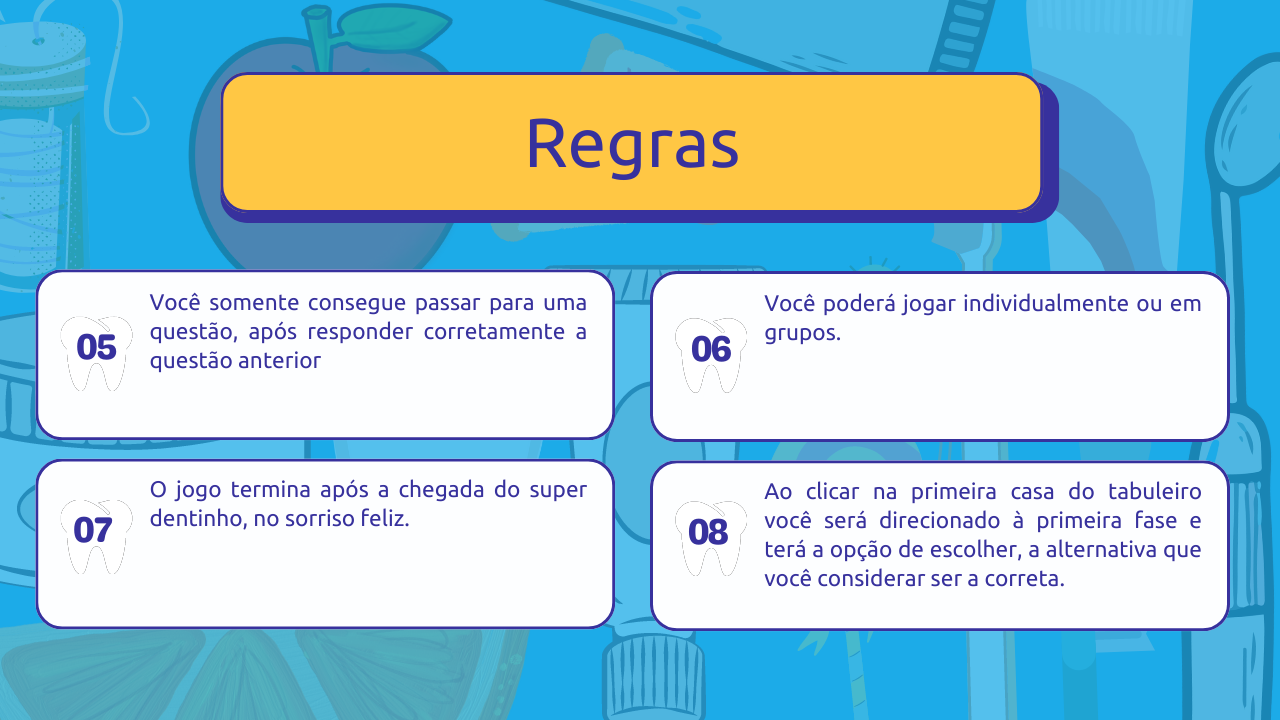 Regras
05
Você somente consegue passar para uma
questão, após responder corretamente a
questão anterior
06
Você poderá jogar individualmente ou em
grupos.
07
O jogo termina após a chegada do super
dentinho, no sorriso feliz.
08
Ao clicar na primeira casa do tabuleiro
você será direcionado à primeira fase e
terá a opção de escolher, a alternativa que
você considerar ser a correta.